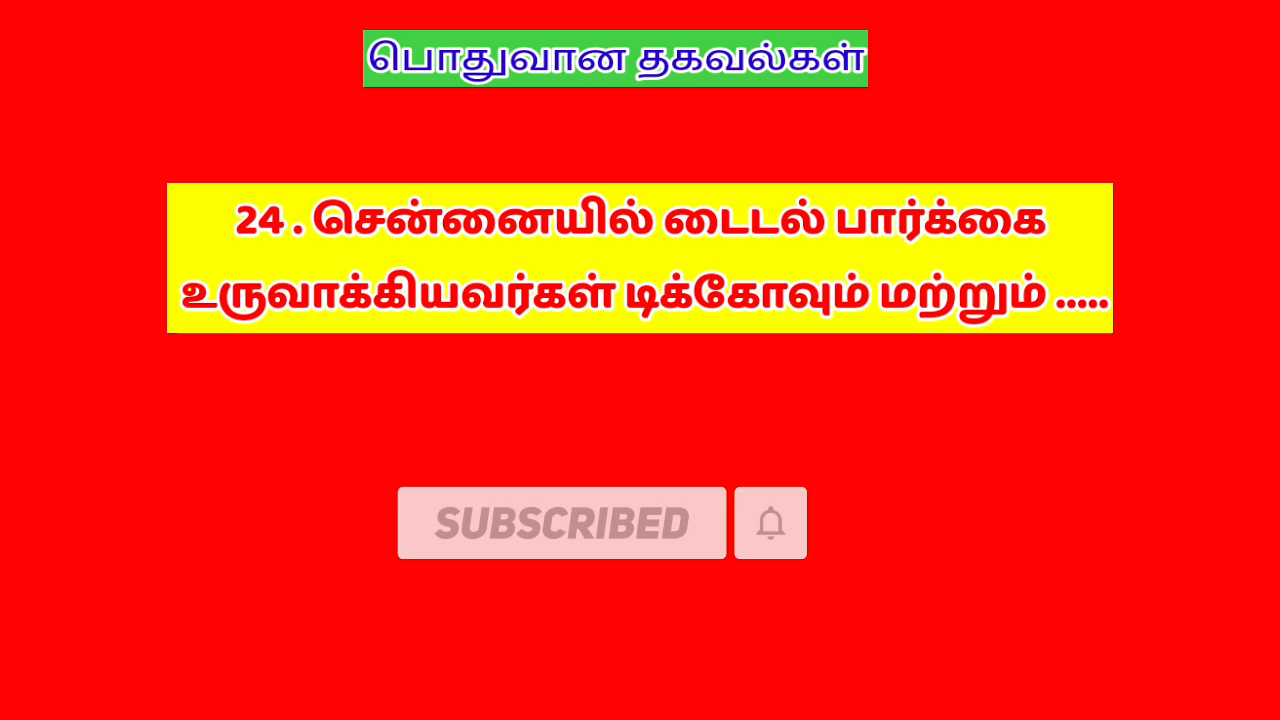 பொதுவான தகவல்கள்
24 . சென்னையில் டைடல் பார்க்கை
உருவாக்கியவர்கள் டிக்கோவும் மற்றும் .....
SUBSCRIBED